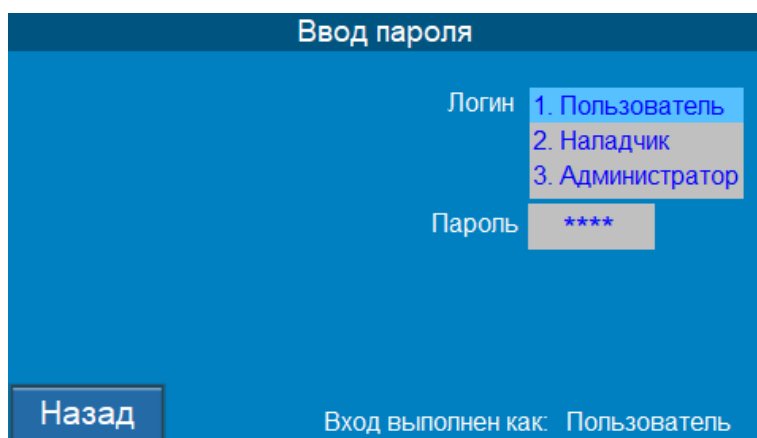 Ввод пароля
Логин 1. Пользователь
2. Наладчик
3. Администратор
Пароль ****
Назад
Вход выполнен как: Пользователь